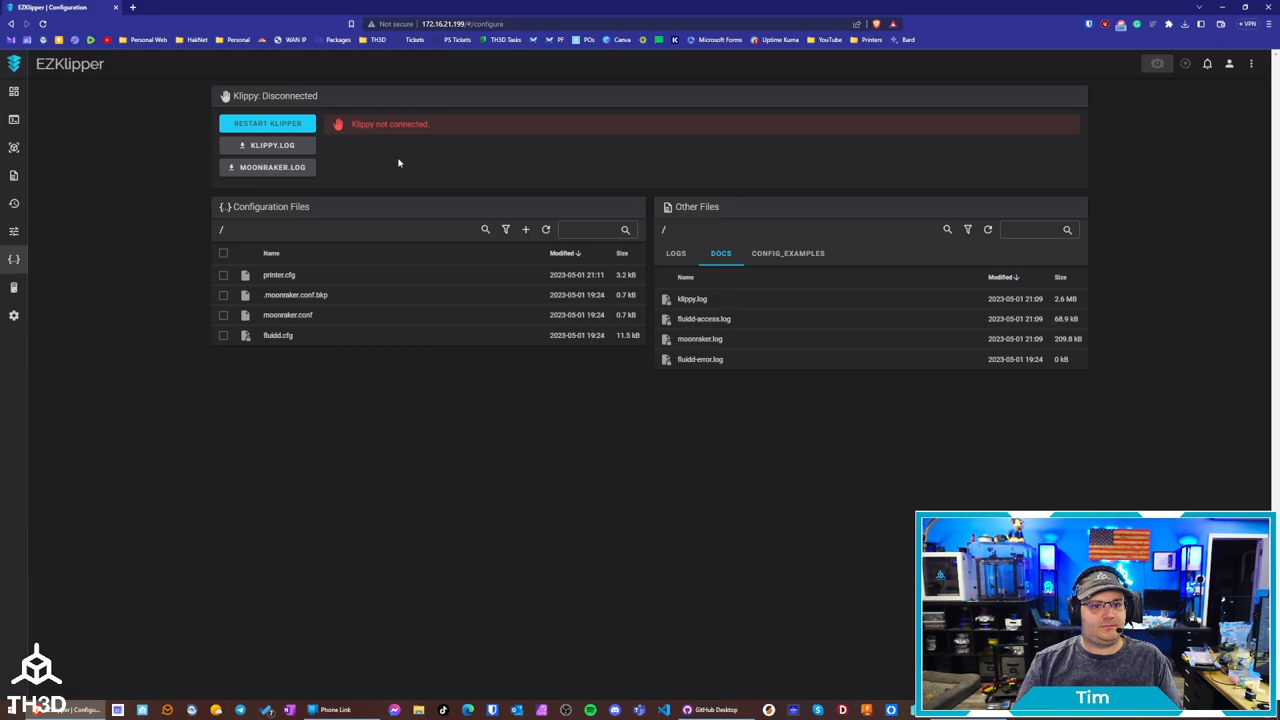 EZKlipper | Configuration
Not secure 172.16.21.199/#/configure
VPN
Personal Web HakNet Personal WAN IP Packages TH3D Tickets PS Tickets TH3D Tasks PF POs Canva Microsoft Forms Uptime Kuma YouTube Printers Bard
EZKlipper
Klippy: Disconnected
RESTART KLIPPER
Klippy not connected.
KLIPPY.LOG
MOONRAKER.LOG
{..} Configuration Files
/
Name Modified Size
printer.cfg 2023-05-01 21:11 3.2 kB
.moonraker.conf.bkp 2023-05-01 19:24 0.7 kB
moonraker.conf 2023-05-01 19:24 0.7 kB
fluidd.cfg 2023-05-01 19:24 11.5 kB
Other Files
/
LOGS DOCS CONFIG_EXAMPLES
Name Modified Size
klippy.log 2023-05-01 21:09 2.6 MB
fluidd-access.log 2023-05-01 21:09 68.9 kB
moonraker.log 2023-05-01 21:09 209.8 kB
fluidd-error.log 2023-05-01 19:24 0 kB
Tim
TH3D
Klipper | Configu...
Phone Link
GitHub Desktop